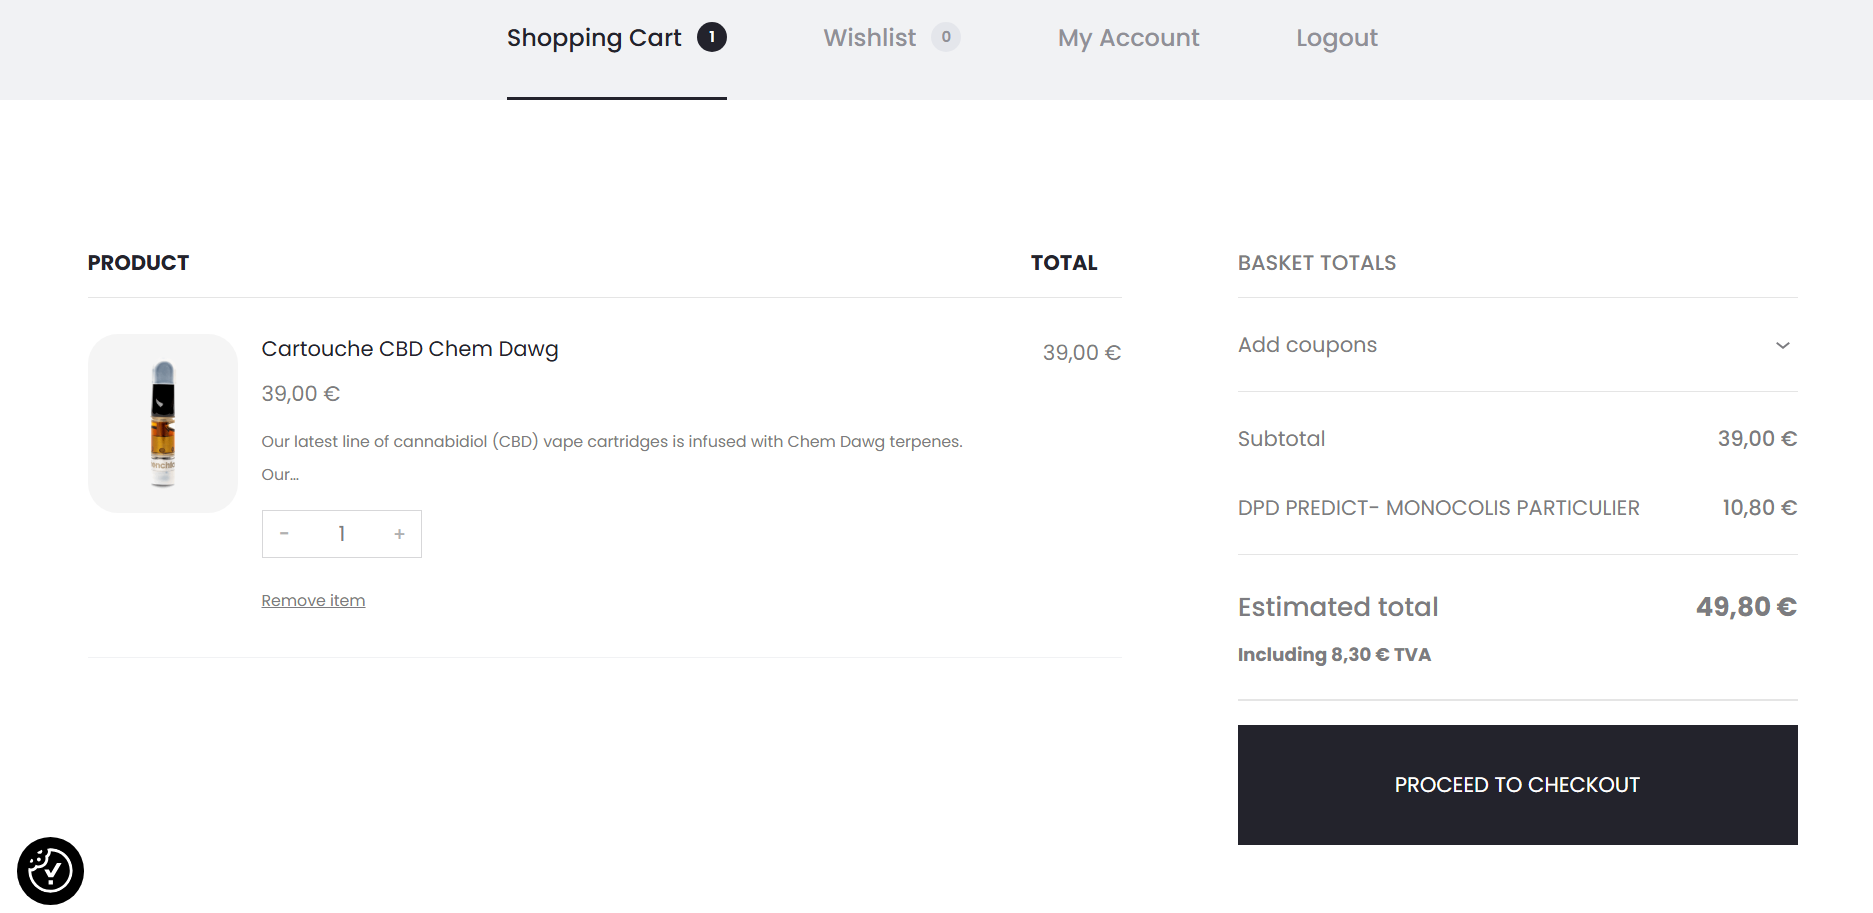 Shopping Cart 1
Wishlist 0
My Account
Logout
PRODUCT
TOTAL
Cartouche CBD Chem Dawg
39,00 €
39,00 €
Our latest line of cannabidiol (CBD) vape cartridges is infused with Chem Dawg terpenes.
Our...
- 1 +
Remove item
BASKET TOTALS
Add coupons
Subtotal 39,00 €
DPD PREDICT- MONOCOLIS PARTICULIER 10,80 €
Estimated total 49,80 €
Including 8,30 € TVA
PROCEED TO CHECKOUT